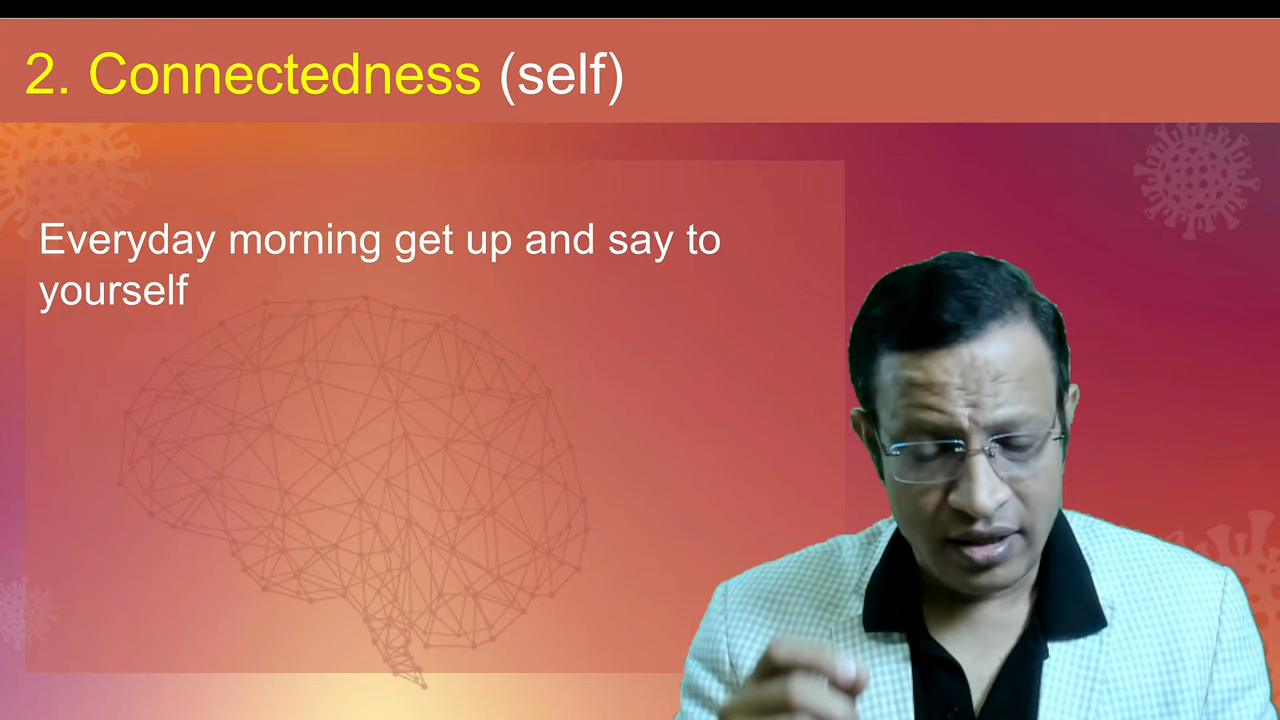 2. Connectedness (self)
Everyday morning get up and say to
yourself